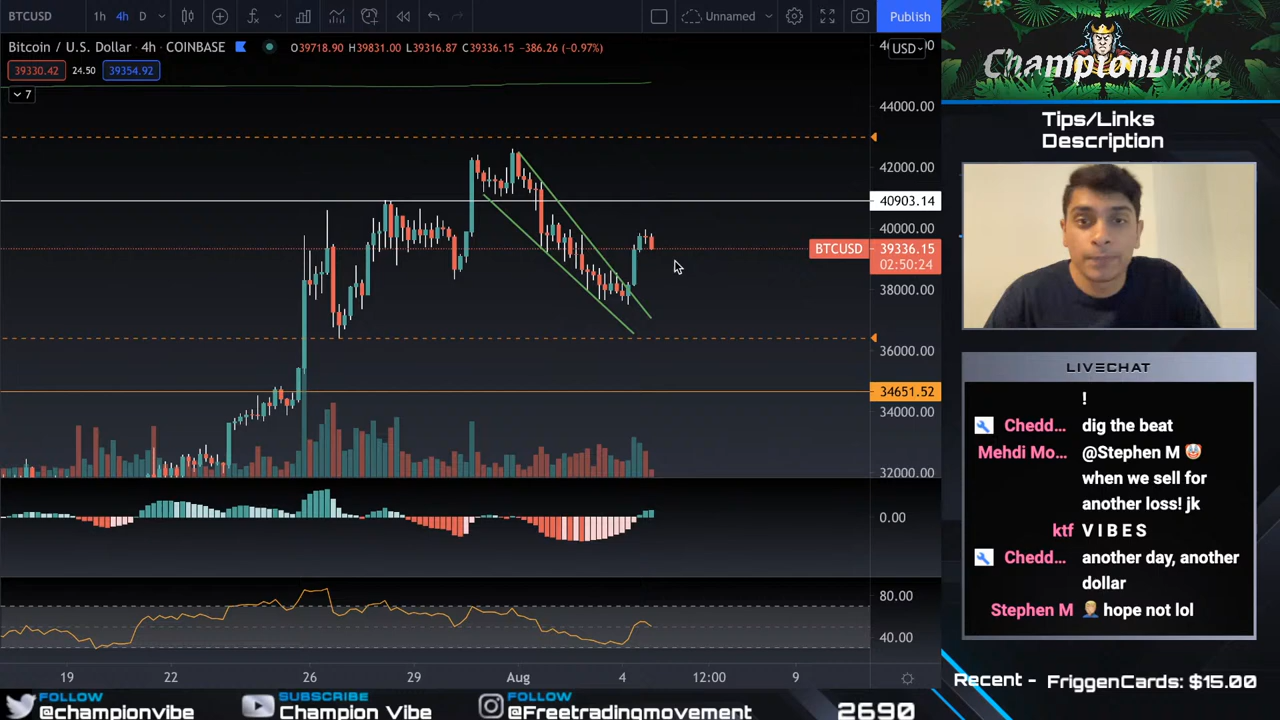 BTCUSD 1h 4h D Unnamed Publish
Bitcoin / U.S. Dollar · 4h · COINBASE O39718.90 H39831.00 L39316.87 C39336.15 -386.26 (-0.97%)
USD
39330.42 24.50 39354.92
7
44000.00
42000.00
40903.14
40000.00
BTCUSD 39336.15
02:50:24
38000.00
36000.00
34651.52
34000.00
32000.00
0.00
80.00
40.00
19 22 26 29 Aug 4 12:00 9
ChampionVibe
Tips/Links
Description
LIVECHAT
!
Chedd... dig the beat
Mehdi Mo... @Stephen M 🤡
when we sell for
another loss! jk
ktf V I B E S
Chedd... another day, another
dollar
Stephen M 🤦🏼 hope not lol
Recent - FriggenCards: $15.00
FOLLOW
@championvibe
SUBSCRIBE
Champion Vibe
FOLLOW
@Freetradingmovement
2690